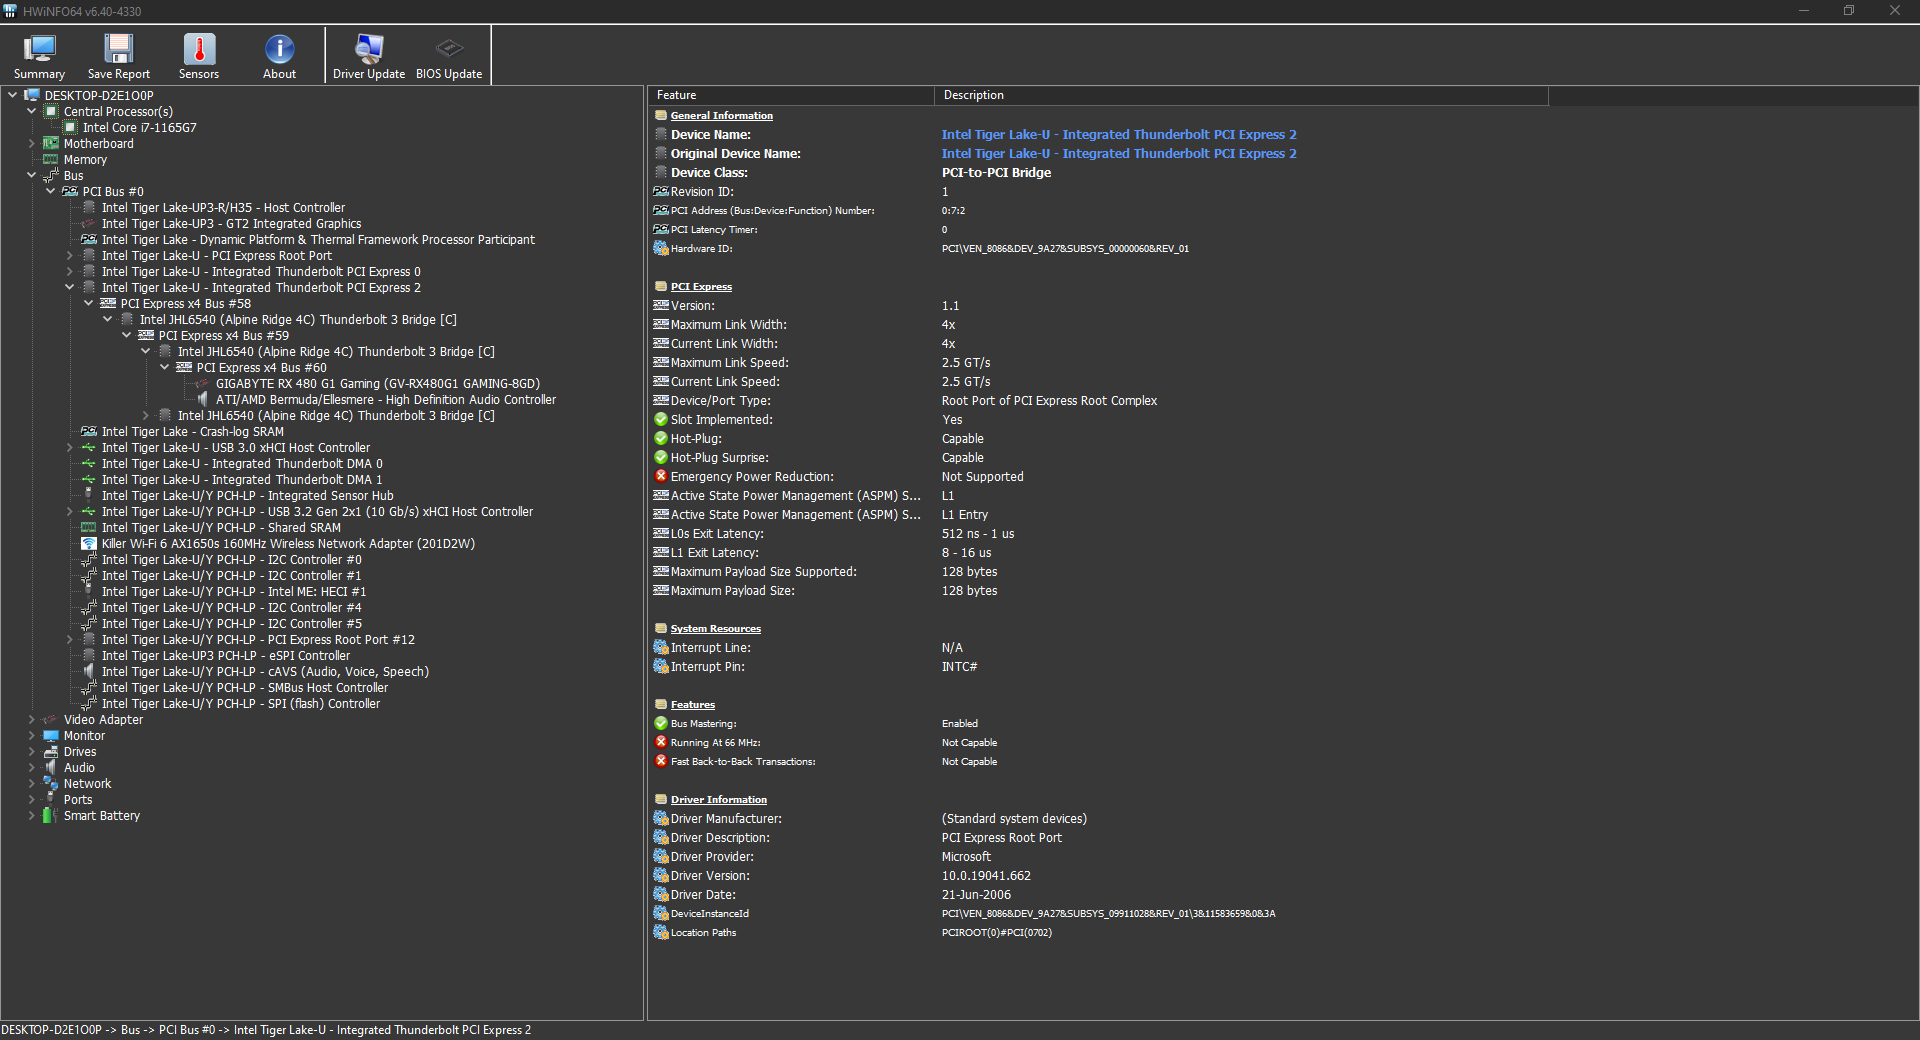 HWiNFO64 v6.40-4330
Summary
Save Report
Sensors
About
Driver Update
BIOS Update
DESKTOP-D2E1O0P
Central Processor(s)
Intel Core i7-1165G7
Motherboard
Memory
Bus
PCI Bus #0
Intel Tiger Lake-UP3-R/H35 - Host Controller
Intel Tiger Lake-UP3 - GT2 Integrated Graphics
Intel Tiger Lake - Dynamic Platform & Thermal Framework Processor Participant
Intel Tiger Lake-U - PCI Express Root Port
Intel Tiger Lake-U - Integrated Thunderbolt PCI Express 0
Intel Tiger Lake-U - Integrated Thunderbolt PCI Express 2
PCI Express x4 Bus #58
Intel JHL6540 (Alpine Ridge 4C) Thunderbolt 3 Bridge [C]
PCI Express x4 Bus #59
Intel JHL6540 (Alpine Ridge 4C) Thunderbolt 3 Bridge [C]
PCI Express x4 Bus #60
GIGABYTE RX 480 G1 Gaming (GV-RX480G1 GAMING-8GD)
ATI/AMD Bermuda/Ellesmere - High Definition Audio Controller
Intel JHL6540 (Alpine Ridge 4C) Thunderbolt 3 Bridge [C]
Intel Tiger Lake - Crash-log SRAM
Intel Tiger Lake-U - USB 3.0 xHCI Host Controller
Intel Tiger Lake-U - Integrated Thunderbolt DMA 0
Intel Tiger Lake-U - Integrated Thunderbolt DMA 1
Intel Tiger Lake-U/Y PCH-LP - Integrated Sensor Hub
Intel Tiger Lake-U/Y PCH-LP - USB 3.2 Gen 2x1 (10 Gb/s) xHCI Host Controller
Intel Tiger Lake-U/Y PCH-LP - Shared SRAM
Killer Wi-Fi 6 AX1650s 160MHz Wireless Network Adapter (201D2W)
Intel Tiger Lake-U/Y PCH-LP - I2C Controller #0
Intel Tiger Lake-U/Y PCH-LP - I2C Controller #1
Intel Tiger Lake-U/Y PCH-LP - Intel ME: HECI #1
Intel Tiger Lake-U/Y PCH-LP - I2C Controller #4
Intel Tiger Lake-U/Y PCH-LP - I2C Controller #5
Intel Tiger Lake-U/Y PCH-LP - PCI Express Root Port #12
Intel Tiger Lake-UP3 PCH-LP - eSPI Controller
Intel Tiger Lake-U/Y PCH-LP - cAVS (Audio, Voice, Speech)
Intel Tiger Lake-U/Y PCH-LP - SMBus Host Controller
Intel Tiger Lake-U/Y PCH-LP - SPI (flash) Controller
Video Adapter
Monitor
Drives
Audio
Network
Ports
Smart Battery
Feature Description
General Information
Device Name: Intel Tiger Lake-U - Integrated Thunderbolt PCI Express 2
Original Device Name: Intel Tiger Lake-U - Integrated Thunderbolt PCI Express 2
Device Class: PCI-to-PCI Bridge
Revision ID: 1
PCI Address (Bus:Device:Function) Number: 0:7:2
PCI Latency Timer: 0
Hardware ID: PCI\VEN_8086&DEV_9A27&SUBSYS_00000060&REV_01
PCI Express
Version: 1.1
Maximum Link Width: 4x
Current Link Width: 4x
Maximum Link Speed: 2.5 GT/s
Current Link Speed: 2.5 GT/s
Device/Port Type: Root Port of PCI Express Root Complex
Slot Implemented: Yes
Hot-Plug: Capable
Hot-Plug Surprise: Capable
Emergency Power Reduction: Not Supported
Active State Power Management (ASPM) S... L1
Active State Power Management (ASPM) S... L1 Entry
L0s Exit Latency: 512 ns - 1 us
L1 Exit Latency: 8 - 16 us
Maximum Payload Size Supported: 128 bytes
Maximum Payload Size: 128 bytes
System Resources
Interrupt Line: N/A
Interrupt Pin: INTC#
Features
Bus Mastering: Enabled
Running At 66 MHz: Not Capable
Fast Back-to-Back Transactions: Not Capable
Driver Information
Driver Manufacturer: (Standard system devices)
Driver Description: PCI Express Root Port
Driver Provider: Microsoft
Driver Version: 10.0.19041.662
Driver Date: 21-Jun-2006
DeviceInstanceId PCI\VEN_8086&DEV_9A27&SUBSYS_09911028&REV_01\3&11583659&0&3A
Location Paths PCIROOT(0)#PCI(0702)
DESKTOP-D2E1O0P -> Bus -> PCI Bus #0 -> Intel Tiger Lake-U - Integrated Thunderbolt PCI Express 2